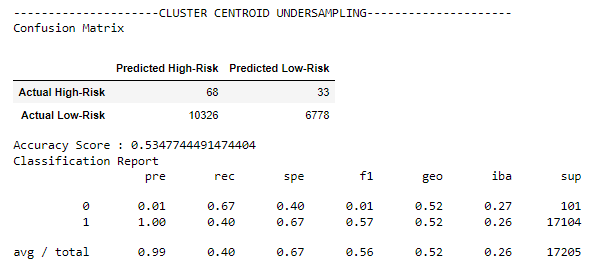 ---------------------CLUSTER CENTROID UNDERSAMPLING---------------------
Confusion Matrix
Predicted High-Risk Predicted Low-Risk
Actual High-Risk 68 33
Actual Low-Risk 10326 6778
Accuracy Score : 0.5347744491474404
Classification Report
pre rec spe f1 geo iba sup
0 0.01 0.67 0.40 0.01 0.52 0.27 101
1 1.00 0.40 0.67 0.57 0.52 0.26 17104
avg / total 0.99 0.40 0.67 0.56 0.52 0.26 17205